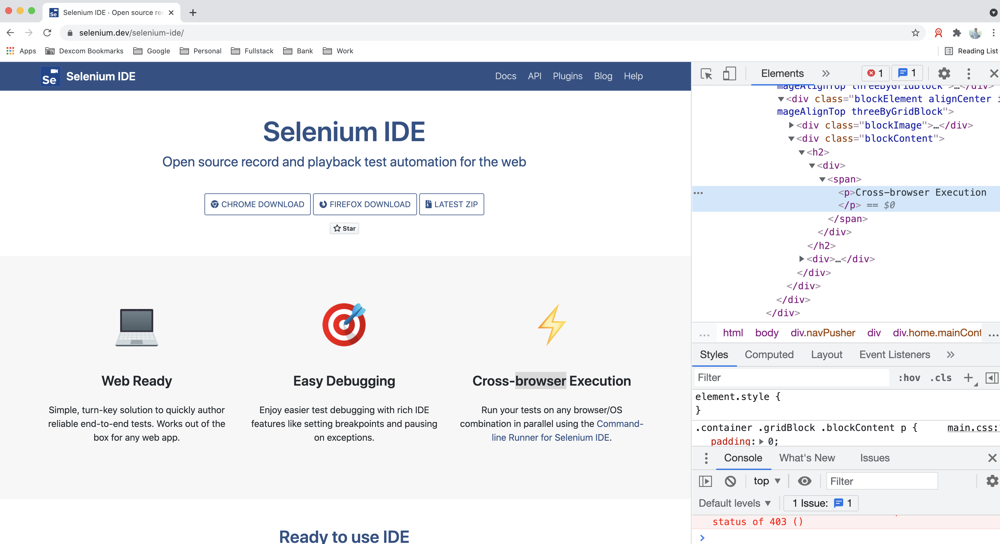 Selenium IDE · Open source rec
selenium.dev/selenium-ide/
Apps Dexcom Bookmarks Google Personal Fullstack Bank Work Reading List
Se Selenium IDE Docs API Plugins Blog Help
Selenium IDE
Open source record and playback test automation for the web
CHROME DOWNLOAD FIREFOX DOWNLOAD LATEST ZIP
Star
Web Ready
Simple, turn-key solution to quickly author
reliable end-to-end tests. Works out of the
box for any web app.
Easy Debugging
Enjoy easier test debugging with rich IDE
features like setting breakpoints and pausing
on exceptions.
Cross-browser Execution
Run your tests on any browser/OS
combination in parallel using the Command-
line Runner for Selenium IDE.
Ready to use IDE
Elements » 1 1
mageAlignTop threeByGridBlock">…</div>
<div class="blockElement alignCenter i
mageAlignTop threeByGridBlock">
<div class="blockImage">…</div>
<div class="blockContent">
<h2>
<div>
<span>
<p>Cross-browser Execution
</p> == $0
</span>
</div>
</h2>
<div>…</div>
</div>
</div>
</div>
</div>
... html body div.navPusher div div.home.mainCont ...
Styles Computed Layout Event Listeners »
Filter :hov .cls +
element.style {
}
.container .gridBlock .blockContent p { main.css:
padding: 0;
Console What's New Issues
top Filter
Default levels 1 Issue: 1
status of 403 ()